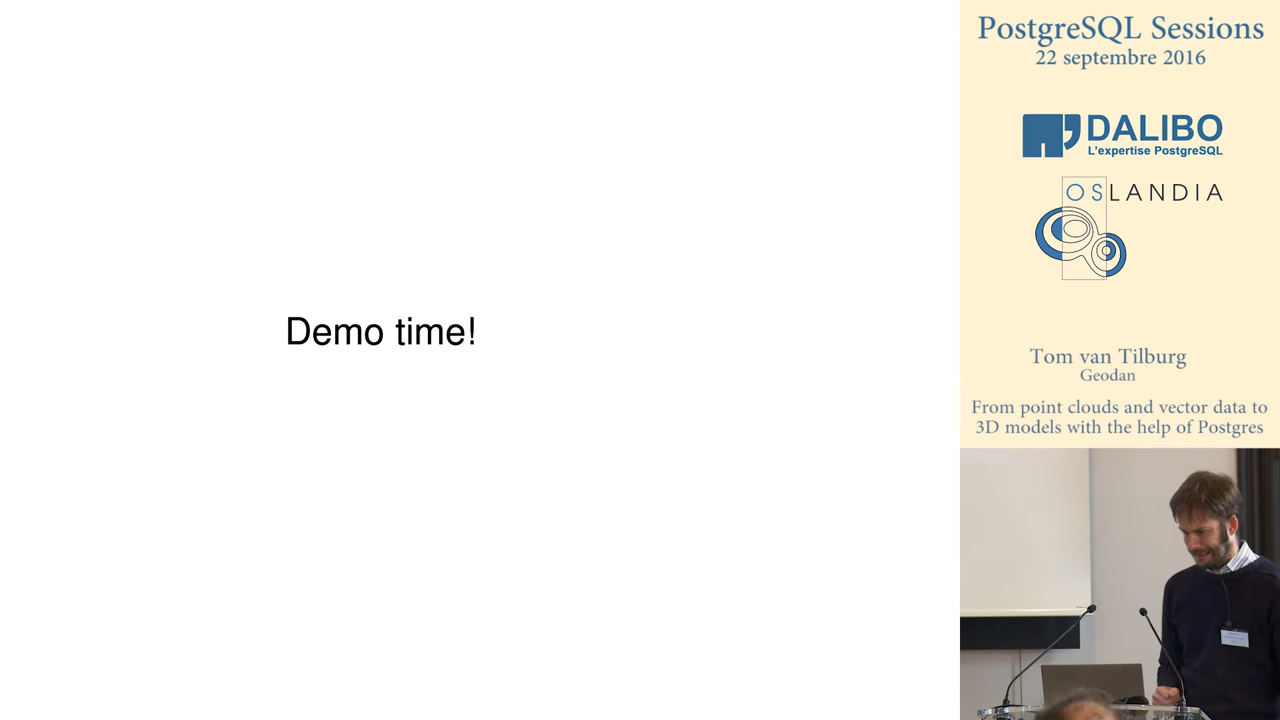 Demo time!
PostgreSQL Sessions
22 septembre 2016
DALIBO
L'expertise PostgreSQL
OSLANDIA
Tom van Tilburg
Geodan
From point clouds and vector data to
3D models with the help of Postgres